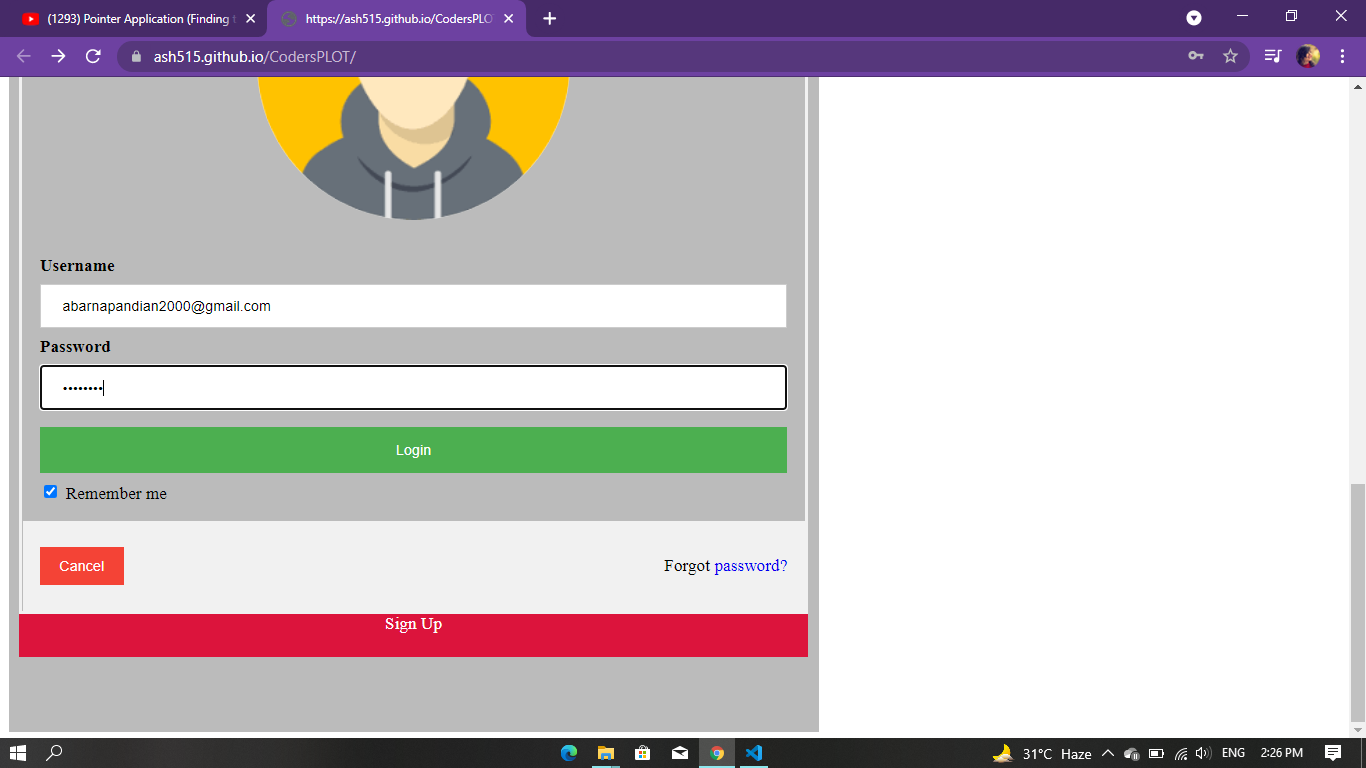 (1293) Pointer Application (Finding t
https://ash515.github.io/CodersPLO
ash515.github.io/CodersPLOT/
Username
abarnapandian2000@gmail.com
Password
••••••••
Login
Remember me
Cancel
Forgot password?
Sign Up
31°C Haze
ENG
2:26 PM